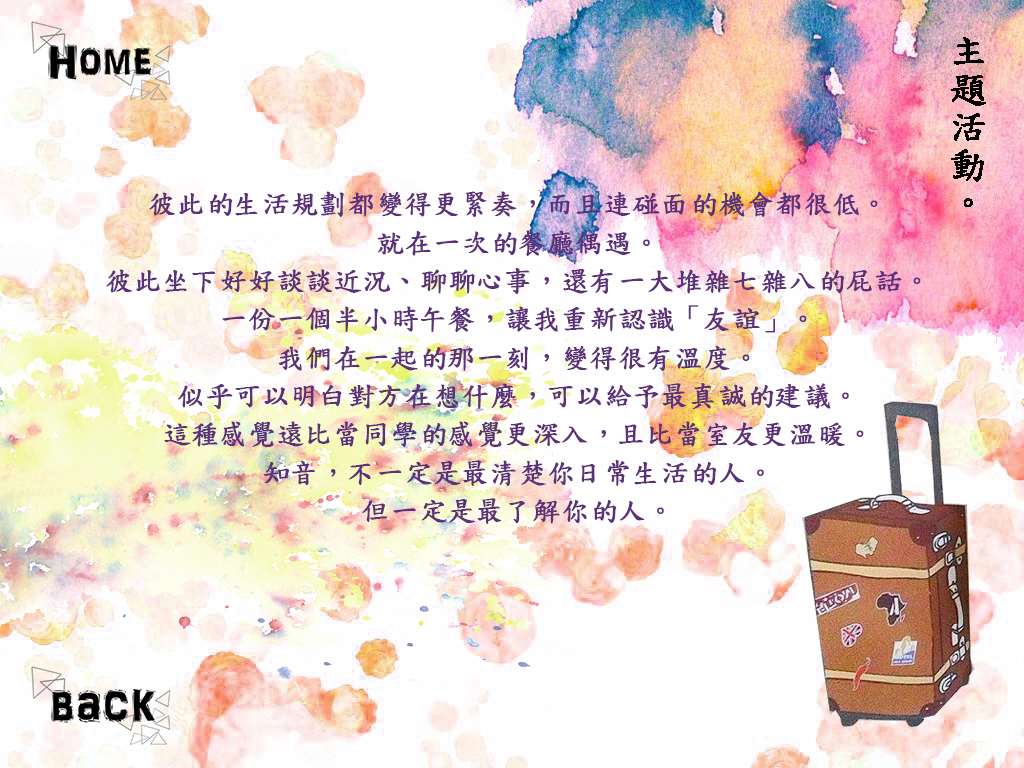 HOME
主題活動。
彼此的生活規劃都變得更緊奏，而且連碰面的機會都很低。
就在一次的餐廳偶遇。
彼此坐下好好談談近況、聊聊心事，還有一大堆雜七雜八的屁話。
一份一個半小時午餐，讓我重新認識「友誼」。
我們在一起的那一刻，變得很有溫度。
似乎可以明白對方在想什麼，可以給予最真誠的建議。
這種感覺遠比當同學的感覺更深入，且比當室友更溫暖。
知音，不一定是最清楚你日常生活的人。
但一定是最了解你的人。
BACK